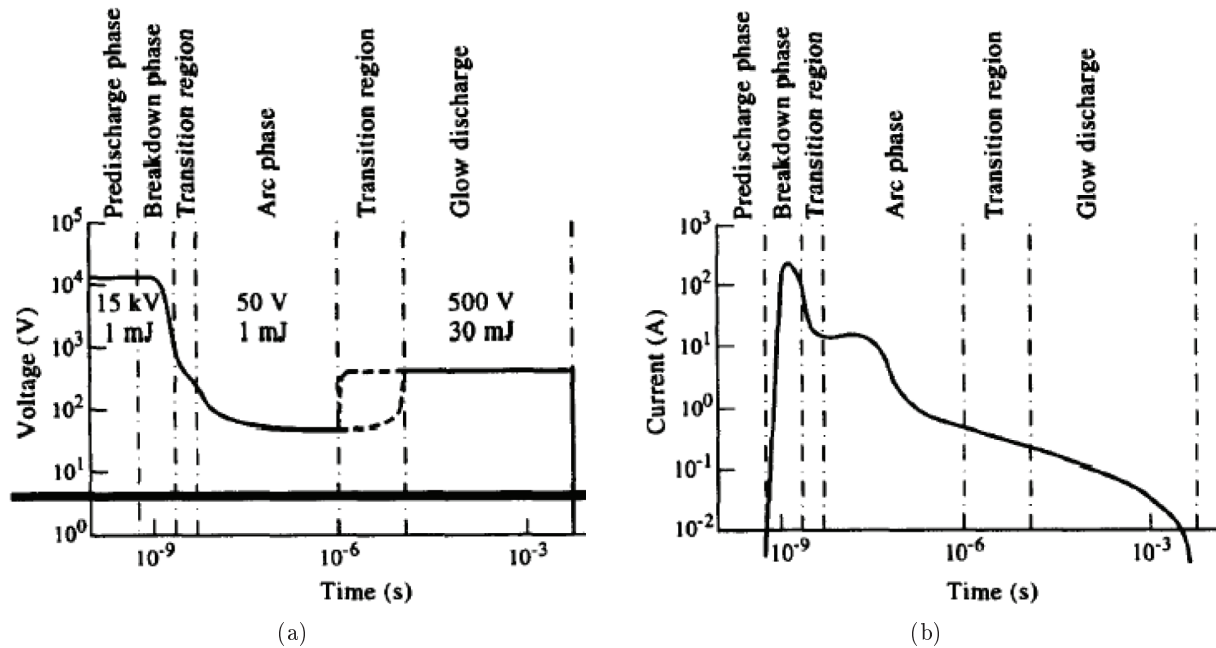 Predischarge phase
Breakdown phase
Transition region
Arc phase
Transition region
Glow discharge
10^5
10^4
10^3
10^2
10^1
10^0
Voltage (V)
15 kV
1 mJ
50 V
1 mJ
500 V
30 mJ
10^-9
10^-6
10^-3
Time (s)
(a)
Predischarge phase
Breakdown phase
Transition region
Arc phase
Transition region
Glow discharge
10^3
10^2
10^1
10^0
10^-1
10^-2
Current (A)
10^-9
10^-6
10^-3
Time (s)
(b)